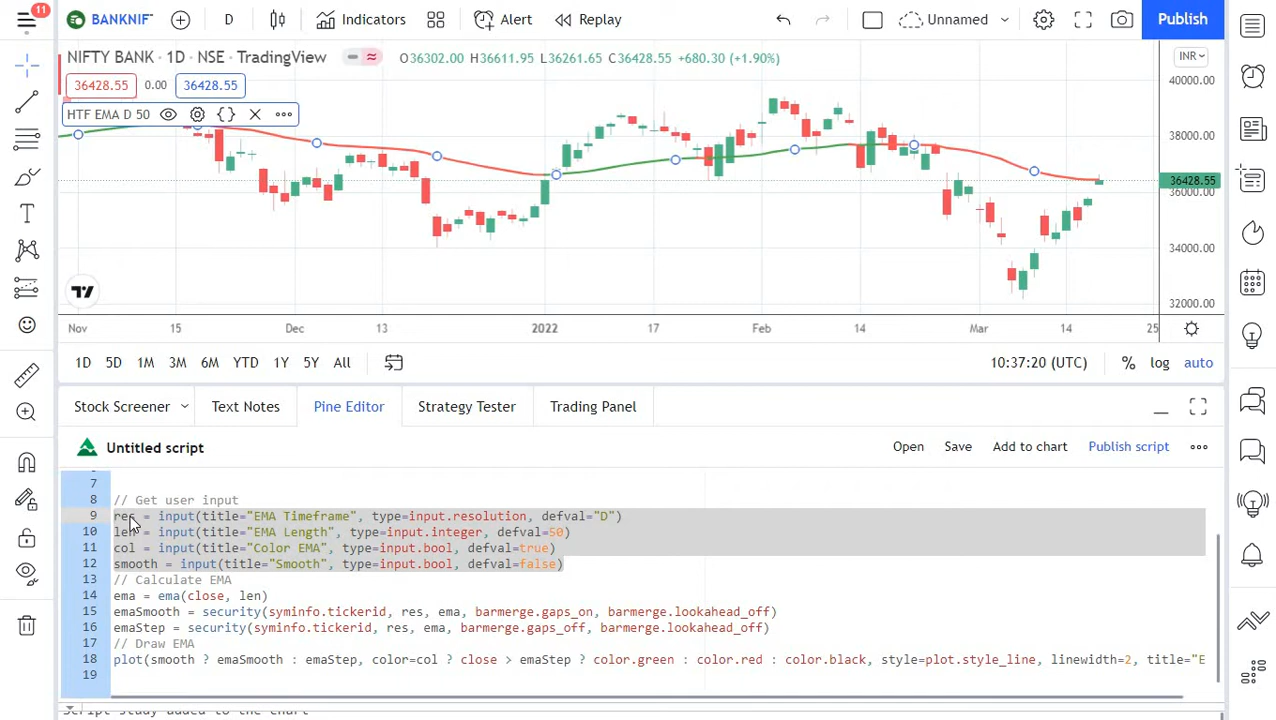 11
BANKNIF
D
Indicators
Alert
Replay
Unnamed
Publish
NIFTY BANK · 1D · NSE · TradingView
O36302.00 H36611.95 L36261.65 C36428.55 +680.30 (+1.90%)
INR
36428.55 0.00 36428.55
HTF EMA D 50
40000.00
38000.00
36428.55
36000.00
34000.00
32000.00
Nov 15 Dec 13 2022 17 Feb 14 Mar 14 25
1D 5D 1M 3M 6M YTD 1Y 5Y All
10:37:20 (UTC) % log auto
Stock Screener Text Notes Pine Editor Strategy Tester Trading Panel
Untitled script
Open Save Add to chart Publish script
7
8 // Get user input
9 res = input(title="EMA Timeframe", type=input.resolution, defval="D")
10 len = input(title="EMA Length", type=input.integer, defval=50)
11 col = input(title="Color EMA", type=input.bool, defval=true)
12 smooth = input(title="Smooth", type=input.bool, defval=false)
13 // Calculate EMA
14 ema = ema(close, len)
15 emaSmooth = security(syminfo.tickerid, res, ema, barmerge.gaps_on, barmerge.lookahead_off)
16 emaStep = security(syminfo.tickerid, res, ema, barmerge.gaps_off, barmerge.lookahead_off)
17 // Draw EMA
18 plot(smooth ? emaSmooth : emaStep, color=col ? close > emaStep ? color.green : color.red : color.black, style=plot.style_line, linewidth=2, title="E
19
Script study added to the chart